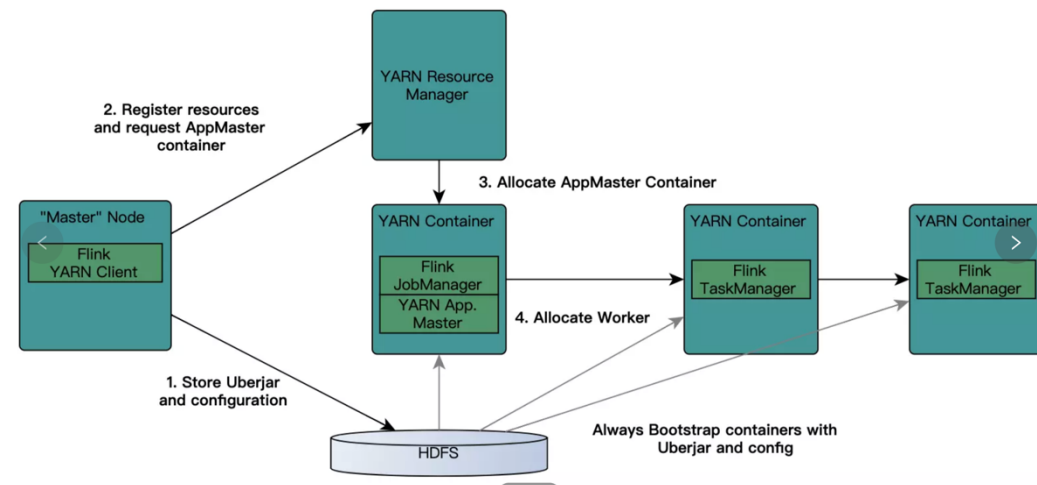 YARN Resource
Manager
2. Register resources
and request AppMaster
container
3. Allocate AppMaster Container
"Master" Node
Flink
YARN Client
YARN Container
Flink
JobManager
YARN App.
Master
4. Allocate Worker
YARN Container
Flink
TaskManager
YARN Container
Flink
TaskManager
1. Store Uberjar
and configuration
HDFS
Always Bootstrap containers with
Uberjar and config